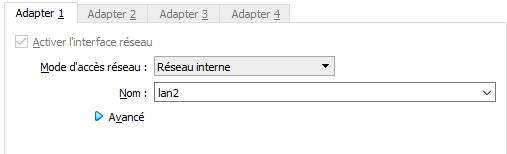 Adapter 1 Adapter 2 Adapter 3 Adapter 4
Activer l'interface réseau
Mode d'accès réseau : Réseau interne
Nom : lan2
Avancé